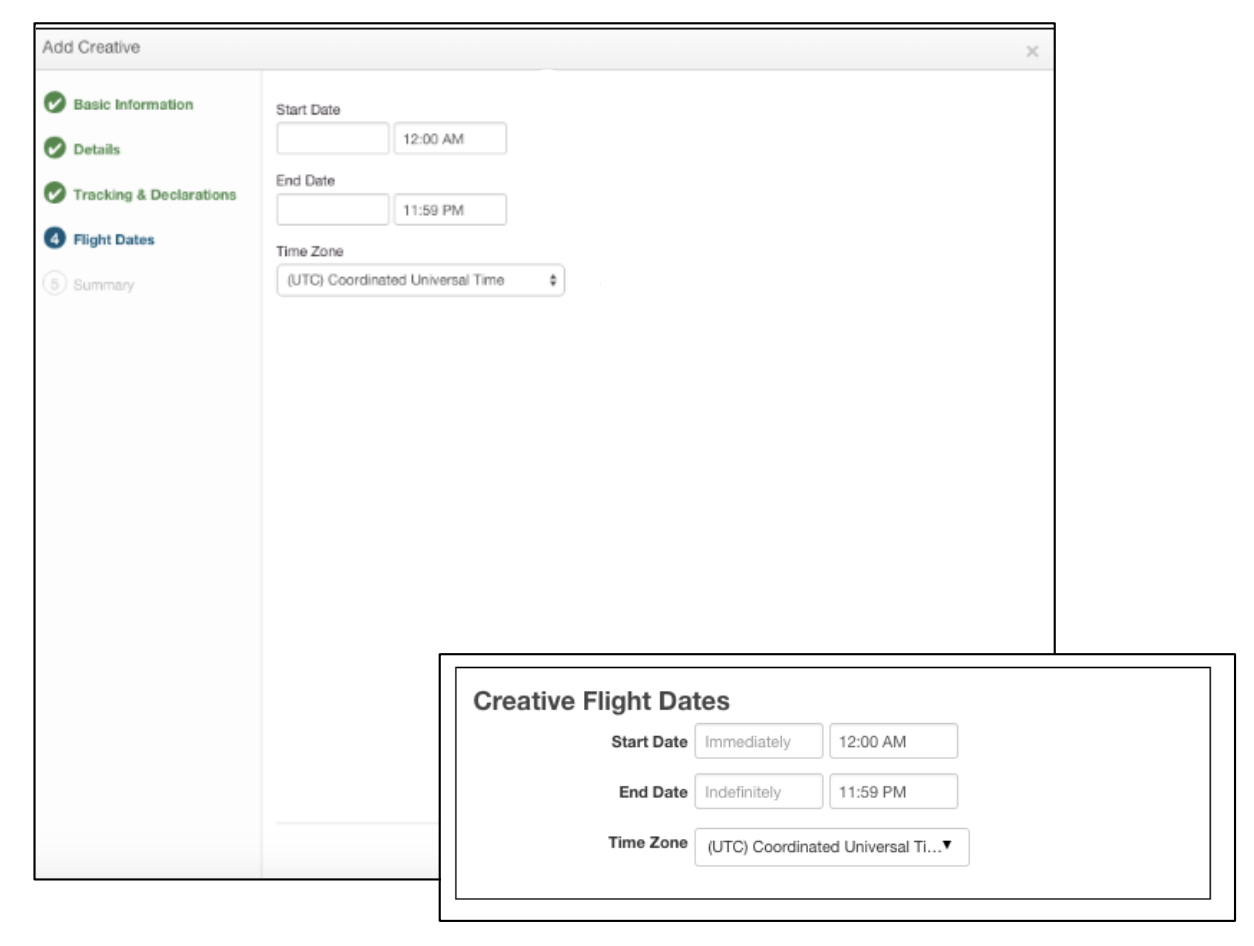 Add Creative ×
Basic Information
Details
Tracking & Declarations
4 Flight Dates
5 Summary
Start Date
12:00 AM
End Date
11:59 PM
Time Zone
(UTC) Coordinated Universal Time
Creative Flight Dates
Start Date Immediately 12:00 AM
End Date Indefinitely 11:59 PM
Time Zone (UTC) Coordinated Universal Ti...